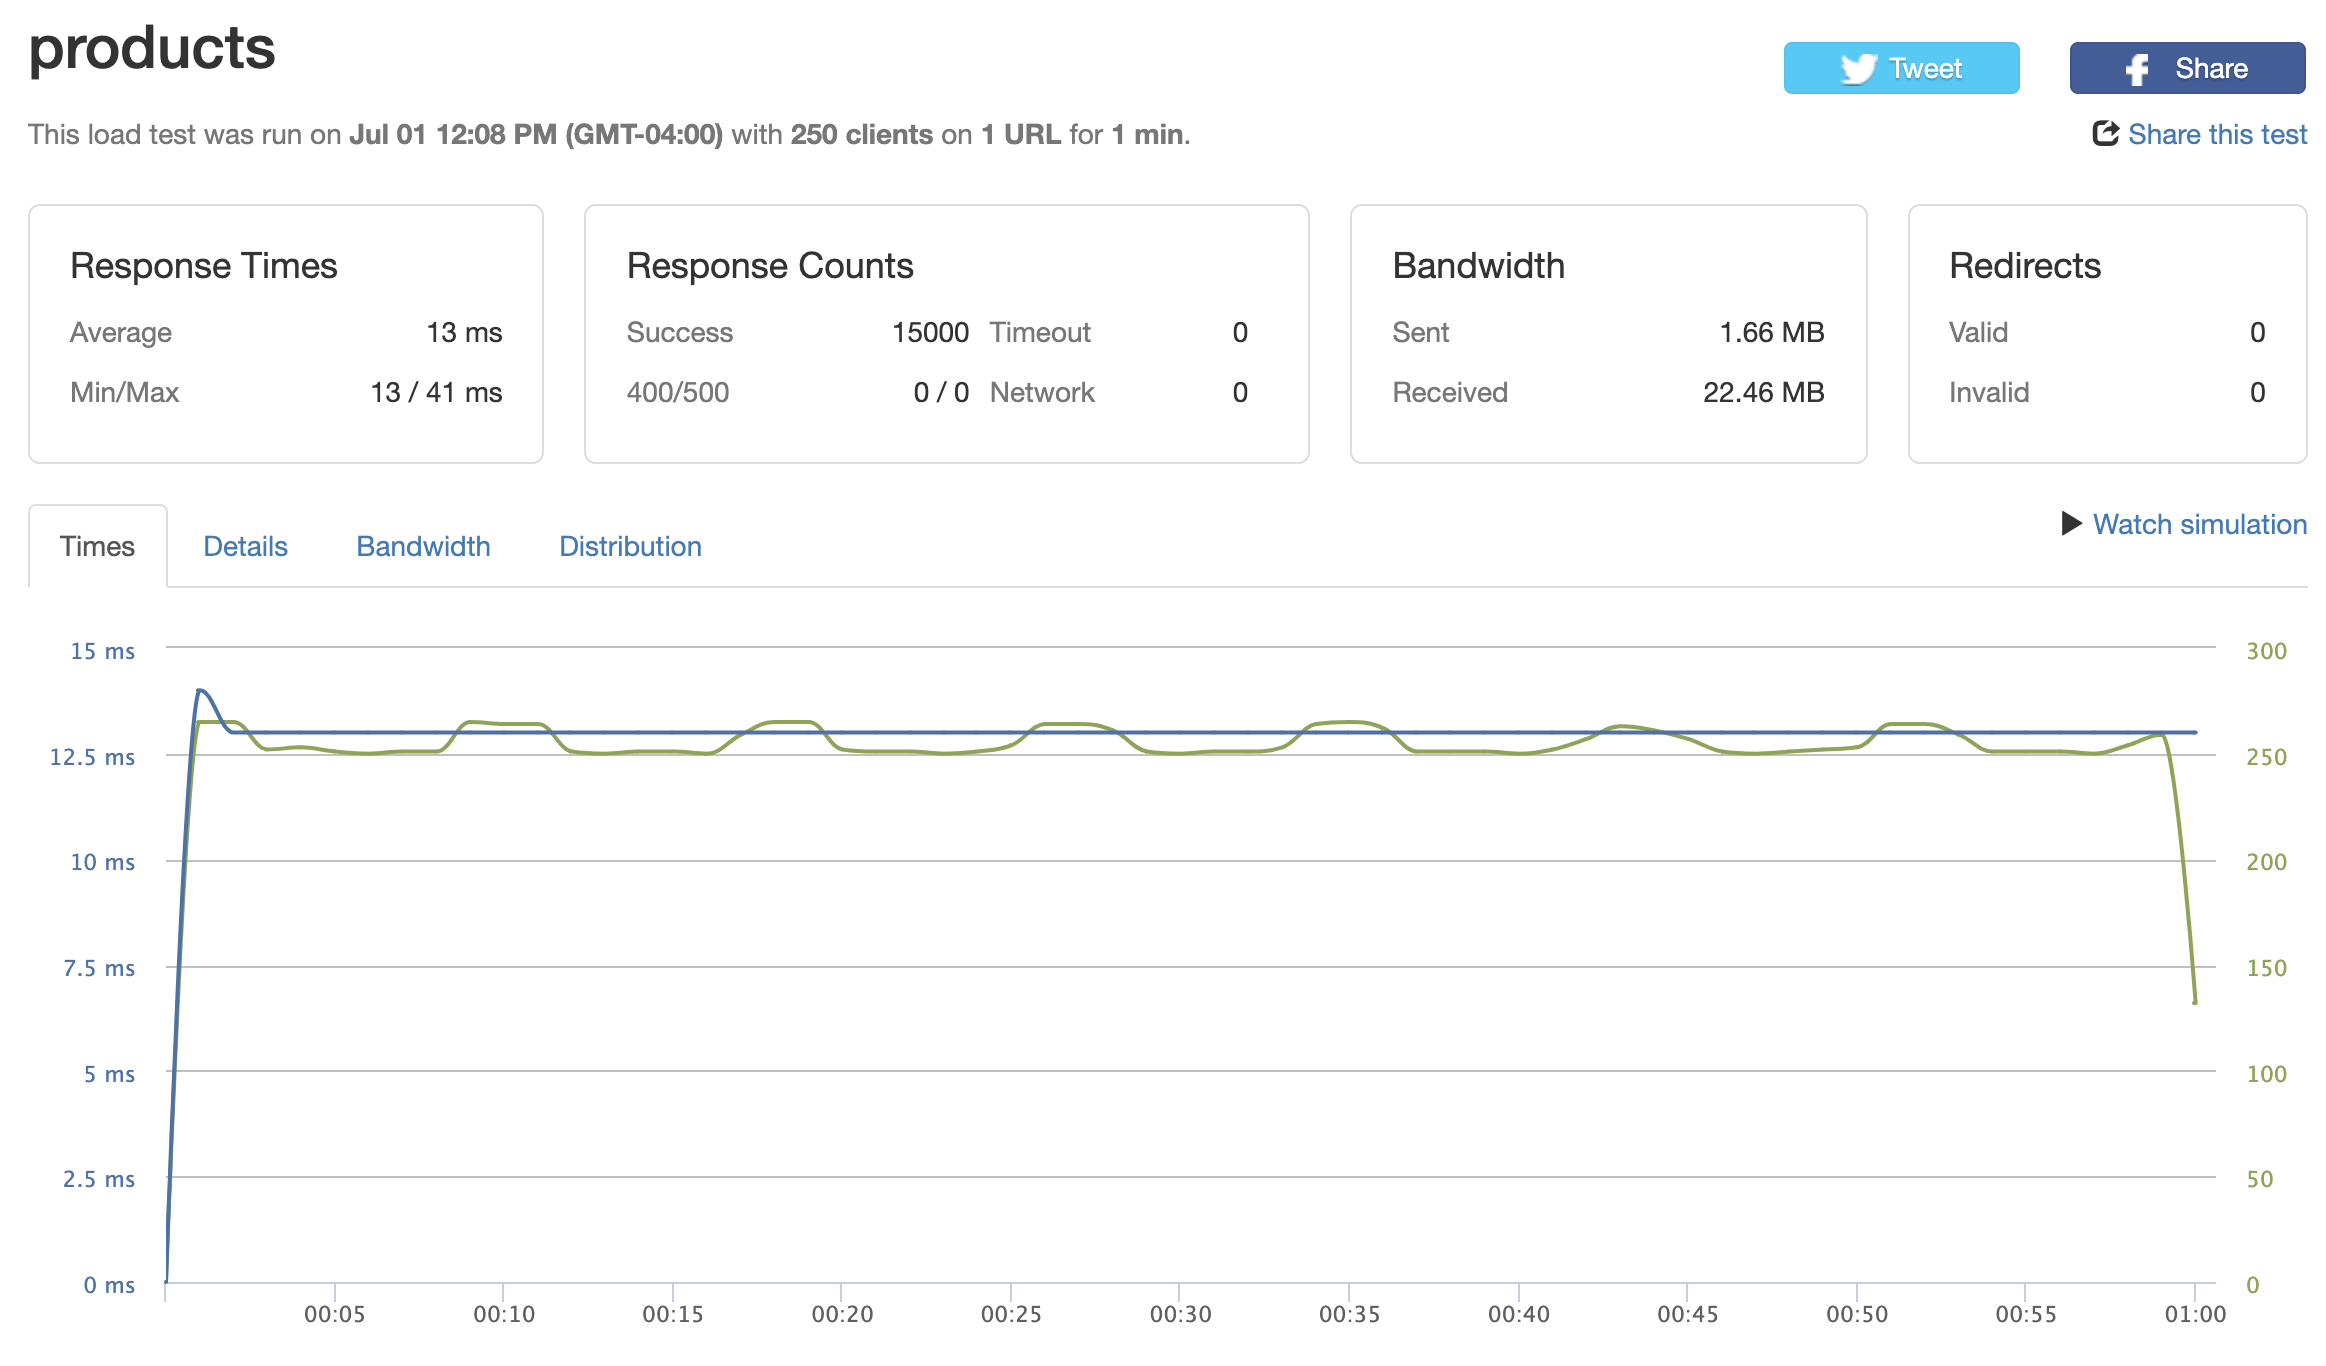 products
Tweet
Share
This load test was run on Jul 01 12:08 PM (GMT-04:00) with 250 clients on 1 URL for 1 min.
Share this test
Response Times
Average 13 ms
Min/Max 13 / 41 ms
Response Counts
Success 15000 Timeout 0
400/500 0 / 0 Network 0
Bandwidth
Sent 1.66 MB
Received 22.46 MB
Redirects
Valid 0
Invalid 0
Times Details Bandwidth Distribution
Watch simulation
15 ms 300
12.5 ms 250
10 ms 200
7.5 ms 150
5 ms 100
2.5 ms 50
0 ms 0
00:05 00:10 00:15 00:20 00:25 00:30 00:35 00:40 00:45 00:50 00:55 01:00